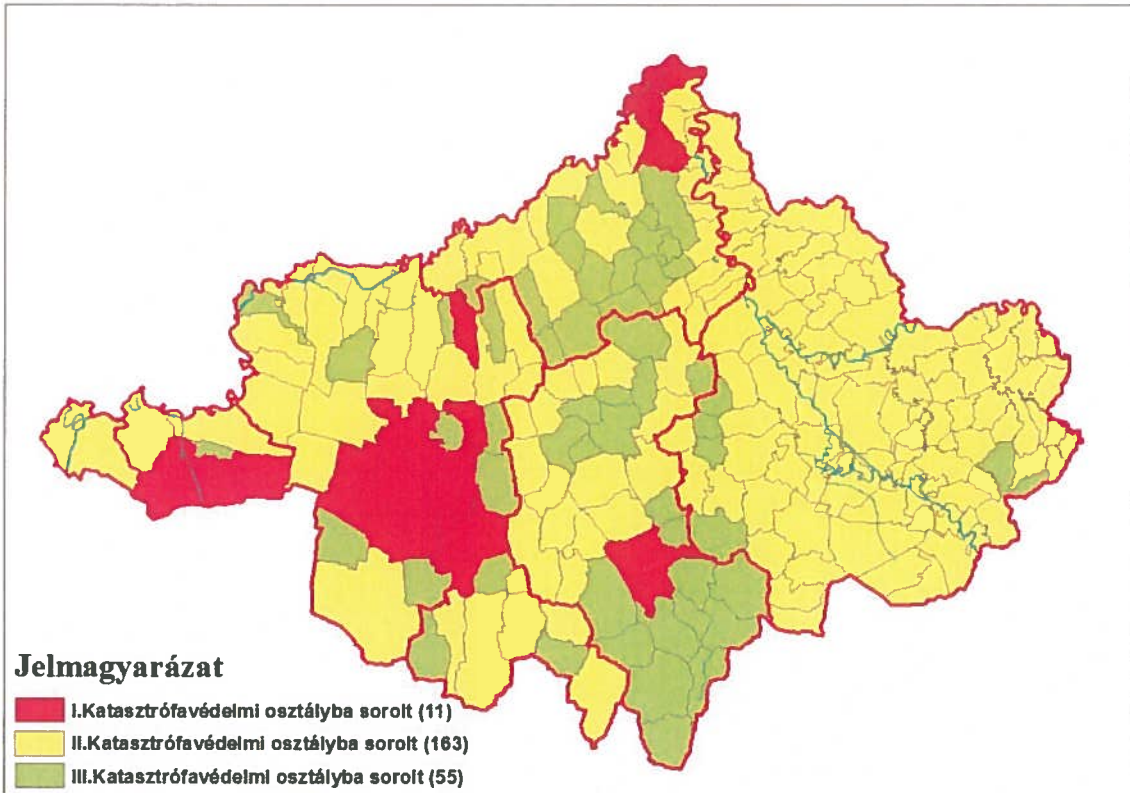 Jelmagyarázat
I.Katasztrófavédelmi osztályba sorolt (11)
II.Katasztrófavédelmi osztályba sorolt (163)
III.Katasztrófavédelmi osztályba sorolt (55)